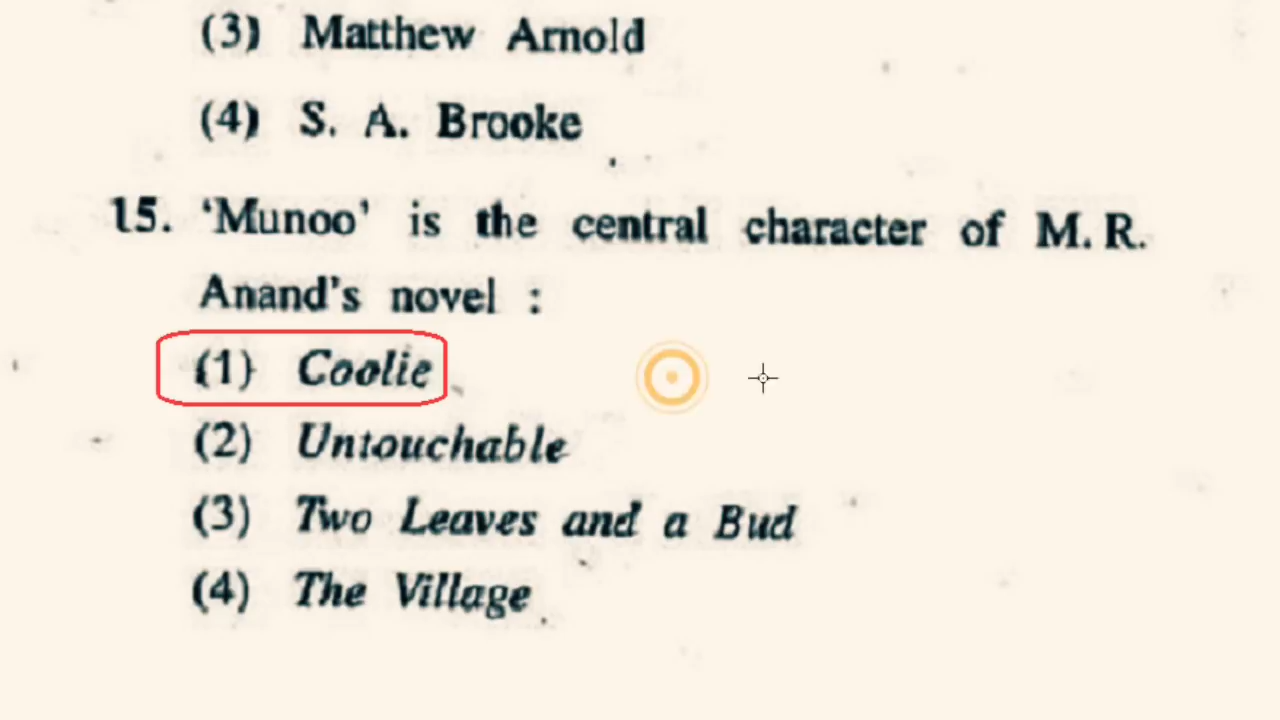 (3) Matthew Arnold
(4) S. A. Brooke
15. ‘Munoo’ is the central character of M. R.
Anand's novel :
(1) Coolie
(2) Untouchable
(3) Two Leaves and a Bud
(4) The Village